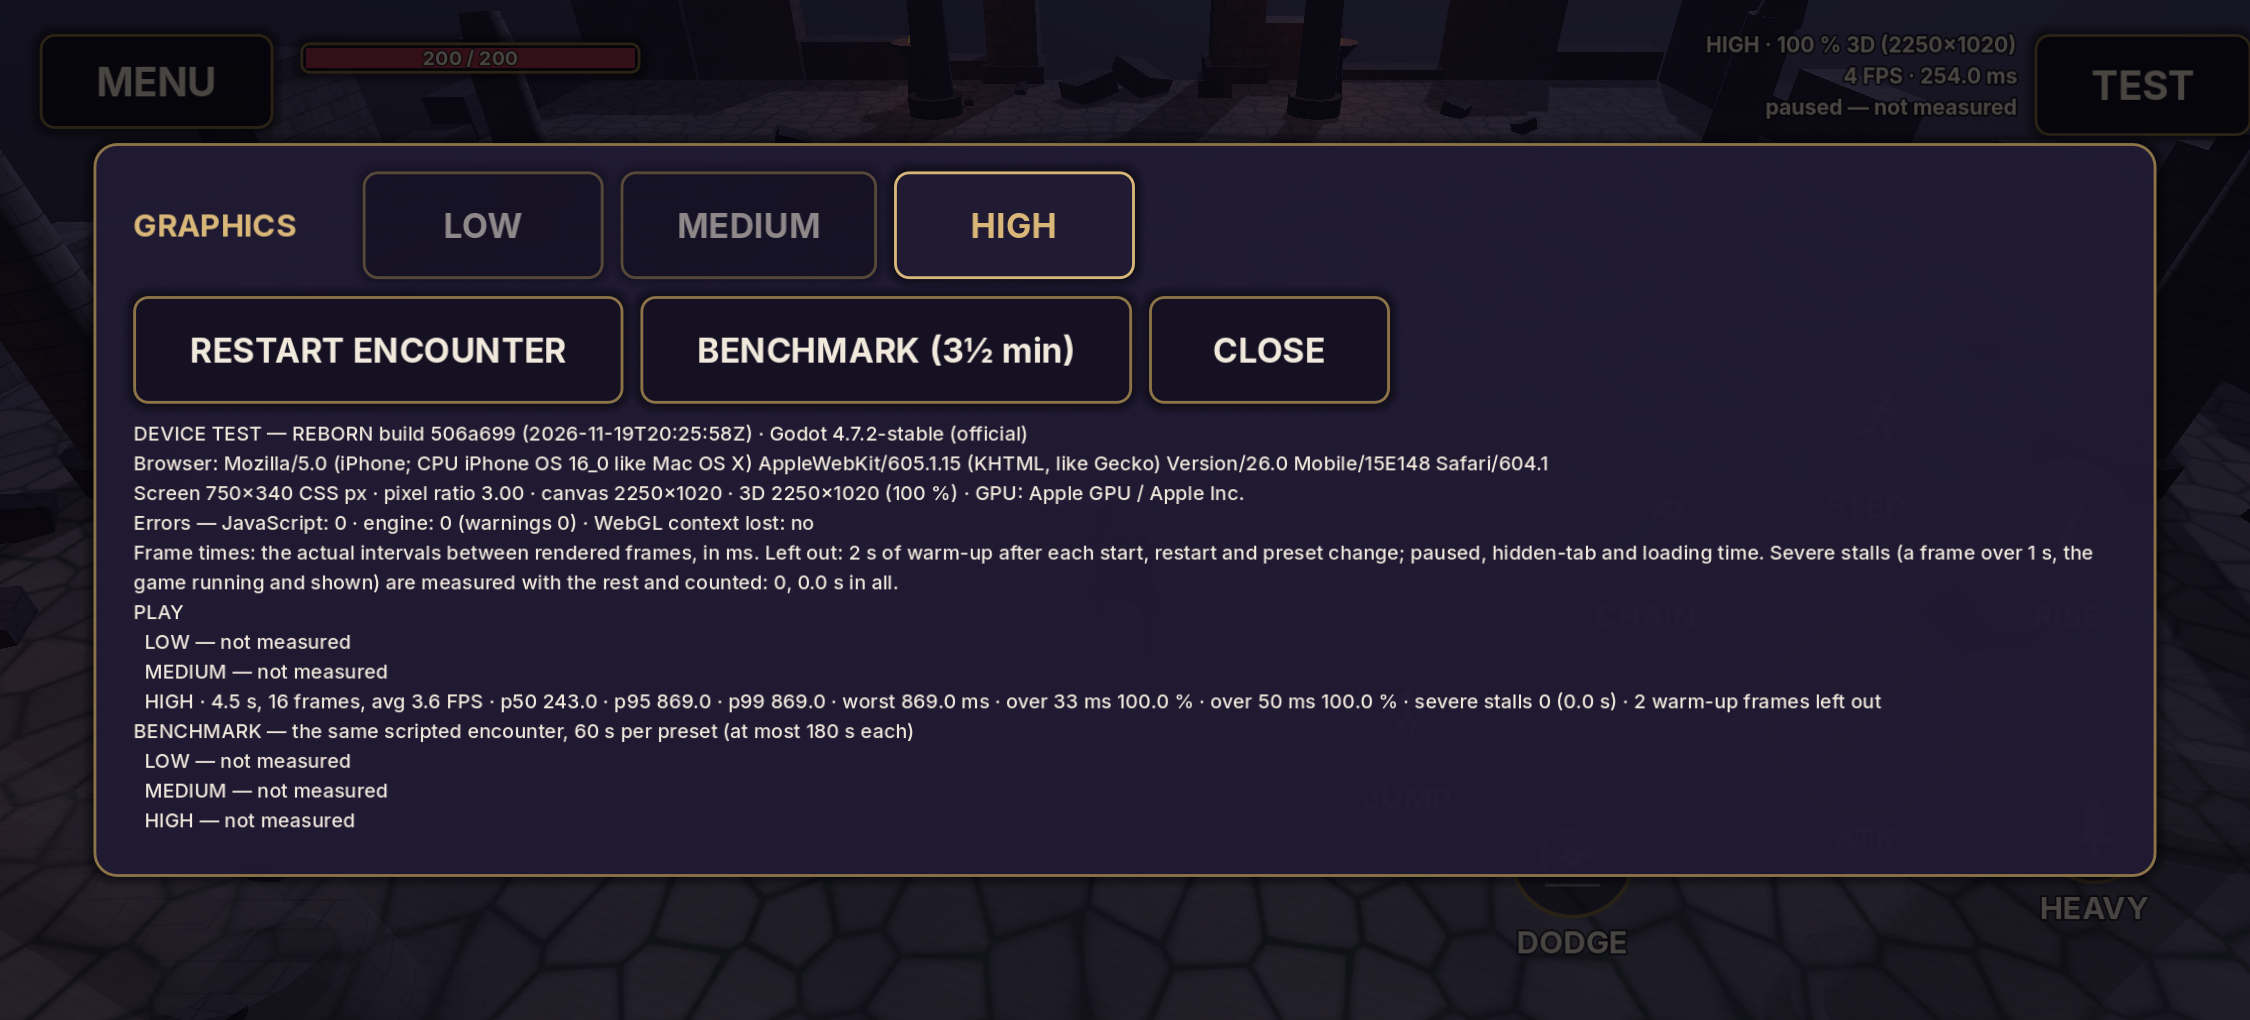 MENU
200 / 200
HIGH · 100 % 3D (2250×1020)
4 FPS · 254.0 ms
paused — not measured
TEST
GRAPHICS
LOW
MEDIUM
HIGH
RESTART ENCOUNTER
BENCHMARK (3½ min)
CLOSE
DEVICE TEST — REBORN build 506a699 (2026-11-19T20:25:58Z) · Godot 4.7.2-stable (official)
Browser: Mozilla/5.0 (iPhone; CPU iPhone OS 16_0 like Mac OS X) AppleWebKit/605.1.15 (KHTML, like Gecko) Version/26.0 Mobile/15E148 Safari/604.1
Screen 750×340 CSS px · pixel ratio 3.00 · canvas 2250×1020 · 3D 2250×1020 (100 %) · GPU: Apple GPU / Apple Inc.
Errors — JavaScript: 0 · engine: 0 (warnings 0) · WebGL context lost: no
Frame times: the actual intervals between rendered frames, in ms. Left out: 2 s of warm-up after each start, restart and preset change; paused, hidden-tab and loading time. Severe stalls (a frame over 1 s, the
game running and shown) are measured with the rest and counted: 0, 0.0 s in all.
PLAY
LOW — not measured
MEDIUM — not measured
HIGH · 4.5 s, 16 frames, avg 3.6 FPS · p50 243.0 · p95 869.0 · p99 869.0 · worst 869.0 ms · over 33 ms 100.0 % · over 50 ms 100.0 % · severe stalls 0 (0.0 s) · 2 warm-up frames left out
BENCHMARK — the same scripted encounter, 60 s per preset (at most 180 s each)
LOW — not measured
MEDIUM — not measured
HIGH — not measured
STEP
CHAIN
RISE
JUMP
ATK
HEAVY
DODGE